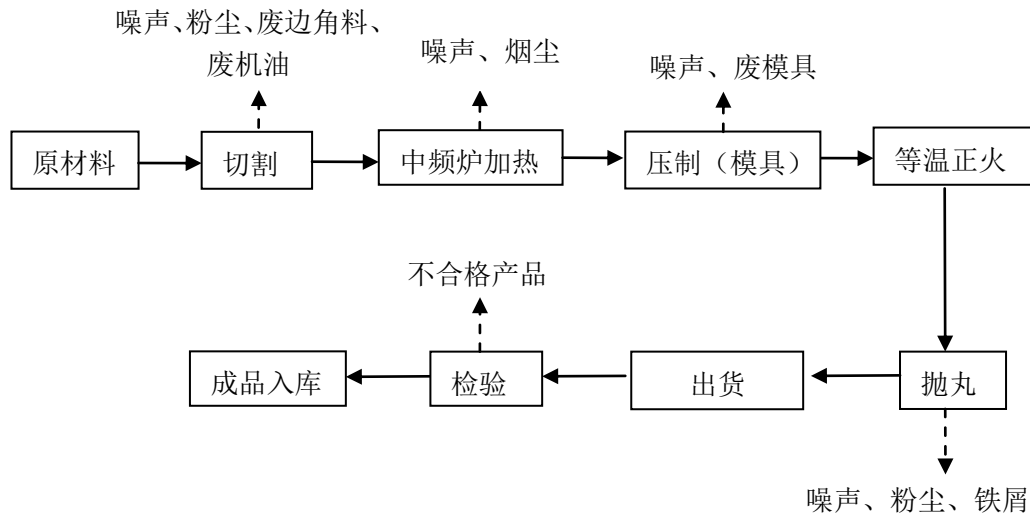 噪声、粉尘、废边角料、
废机油
噪声、烟尘
噪声、废模具
原材料
切割
中频炉加热
压制（模具）
等温正火
不合格产品
成品入库
检验
出货
抛丸
噪声、粉尘、铁屑